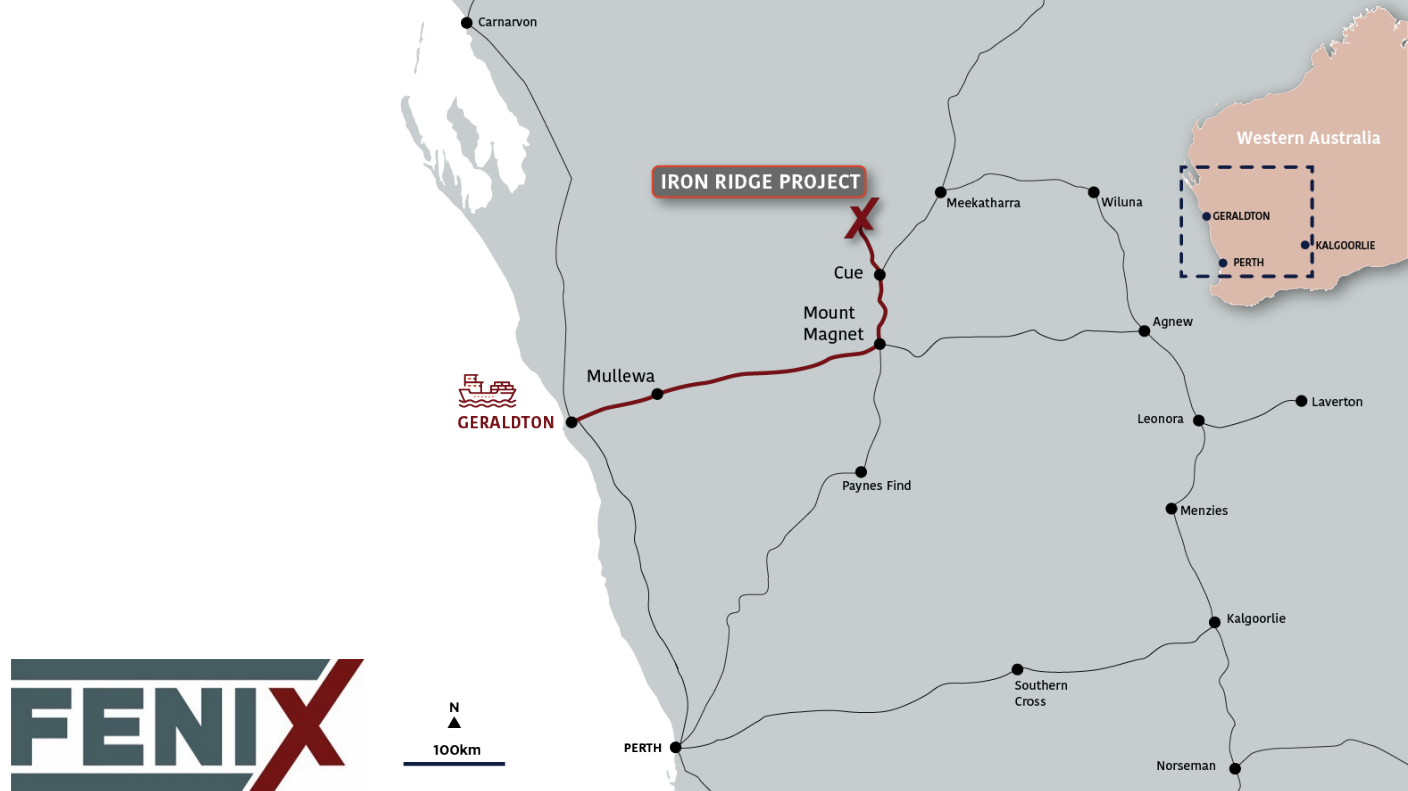 Carnarvon
Western Australia
IRON RIDGE PROJECT
X
Meekatharra
Wiluna
GERALDTON
KALGOORLIE
PERTH
Cue
Mount
Magnet
Agnew
Mullewa
GERALDTON
Laverton
Leonora
Paynes Find
Menzies
Kalgoorlie
Southern
Cross
FENIX
N
100km
PERTH
Norseman